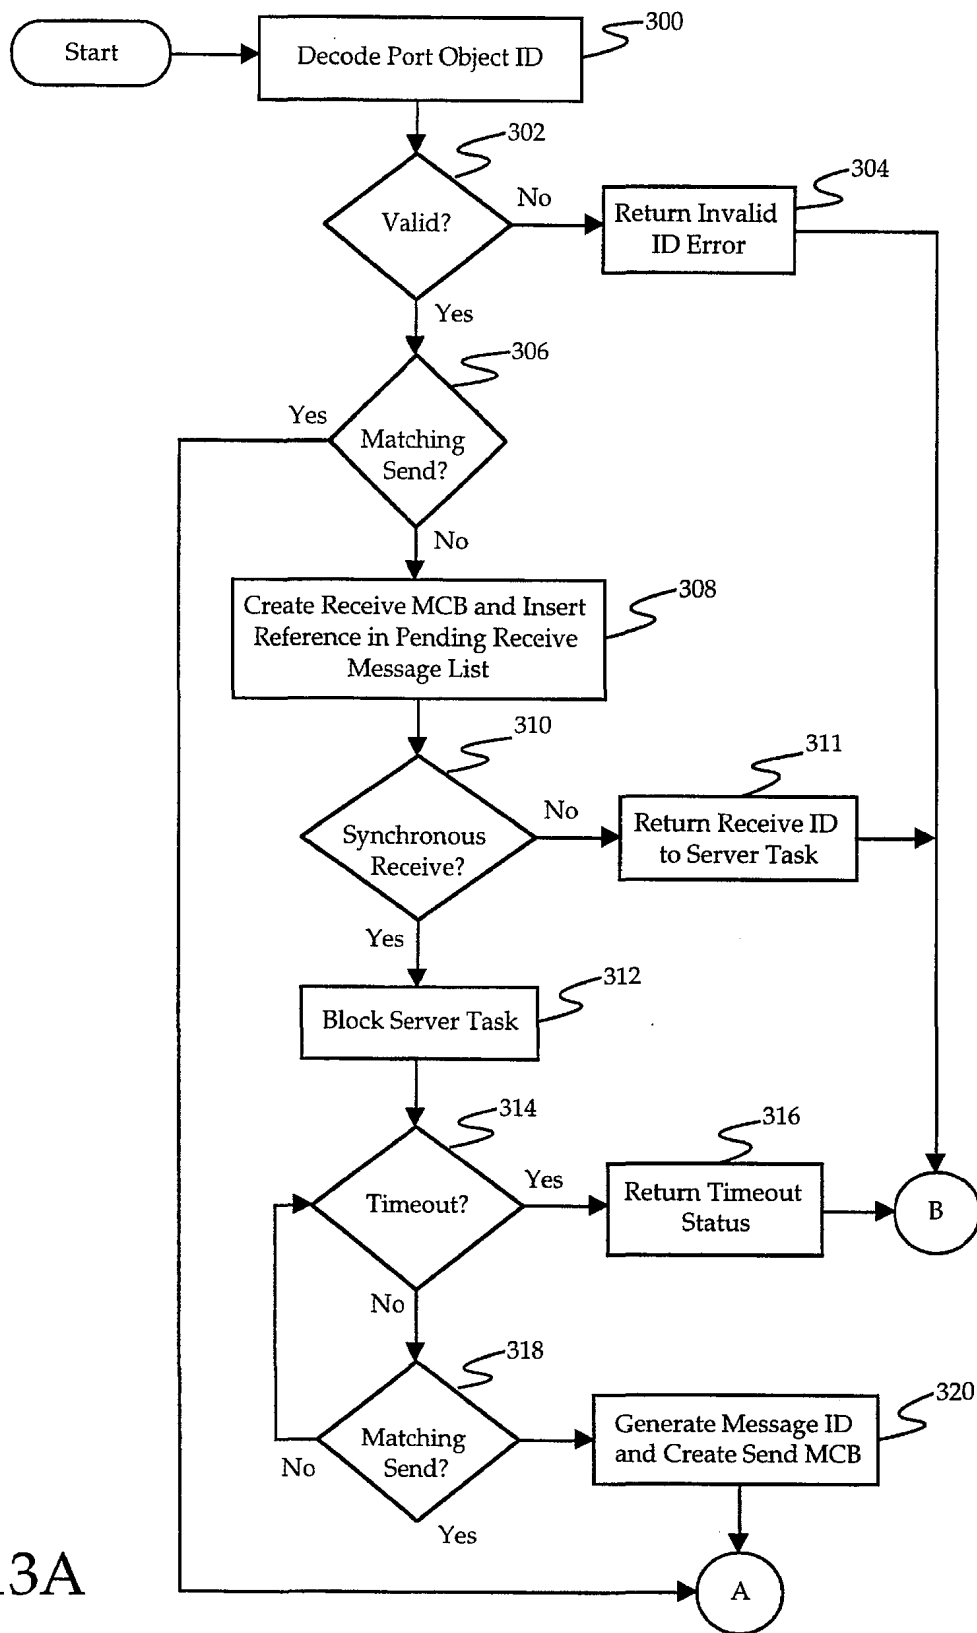 Start
Decode Port Object ID
300
302
Valid?
No
304
Return Invalid
ID Error
Yes
306
Yes
Matching
Send?
No
308
Create Receive MCB and Insert
Reference in Pending Receive
Message List
310
311
Synchronous
Receive?
No
Return Receive ID
to Server Task
Yes
312
Block Server Task
314
316
Timeout?
Yes
Return Timeout
Status
B
No
318
320
Matching
Send?
Generate Message ID
and Create Send MCB
No
Yes
3A
A